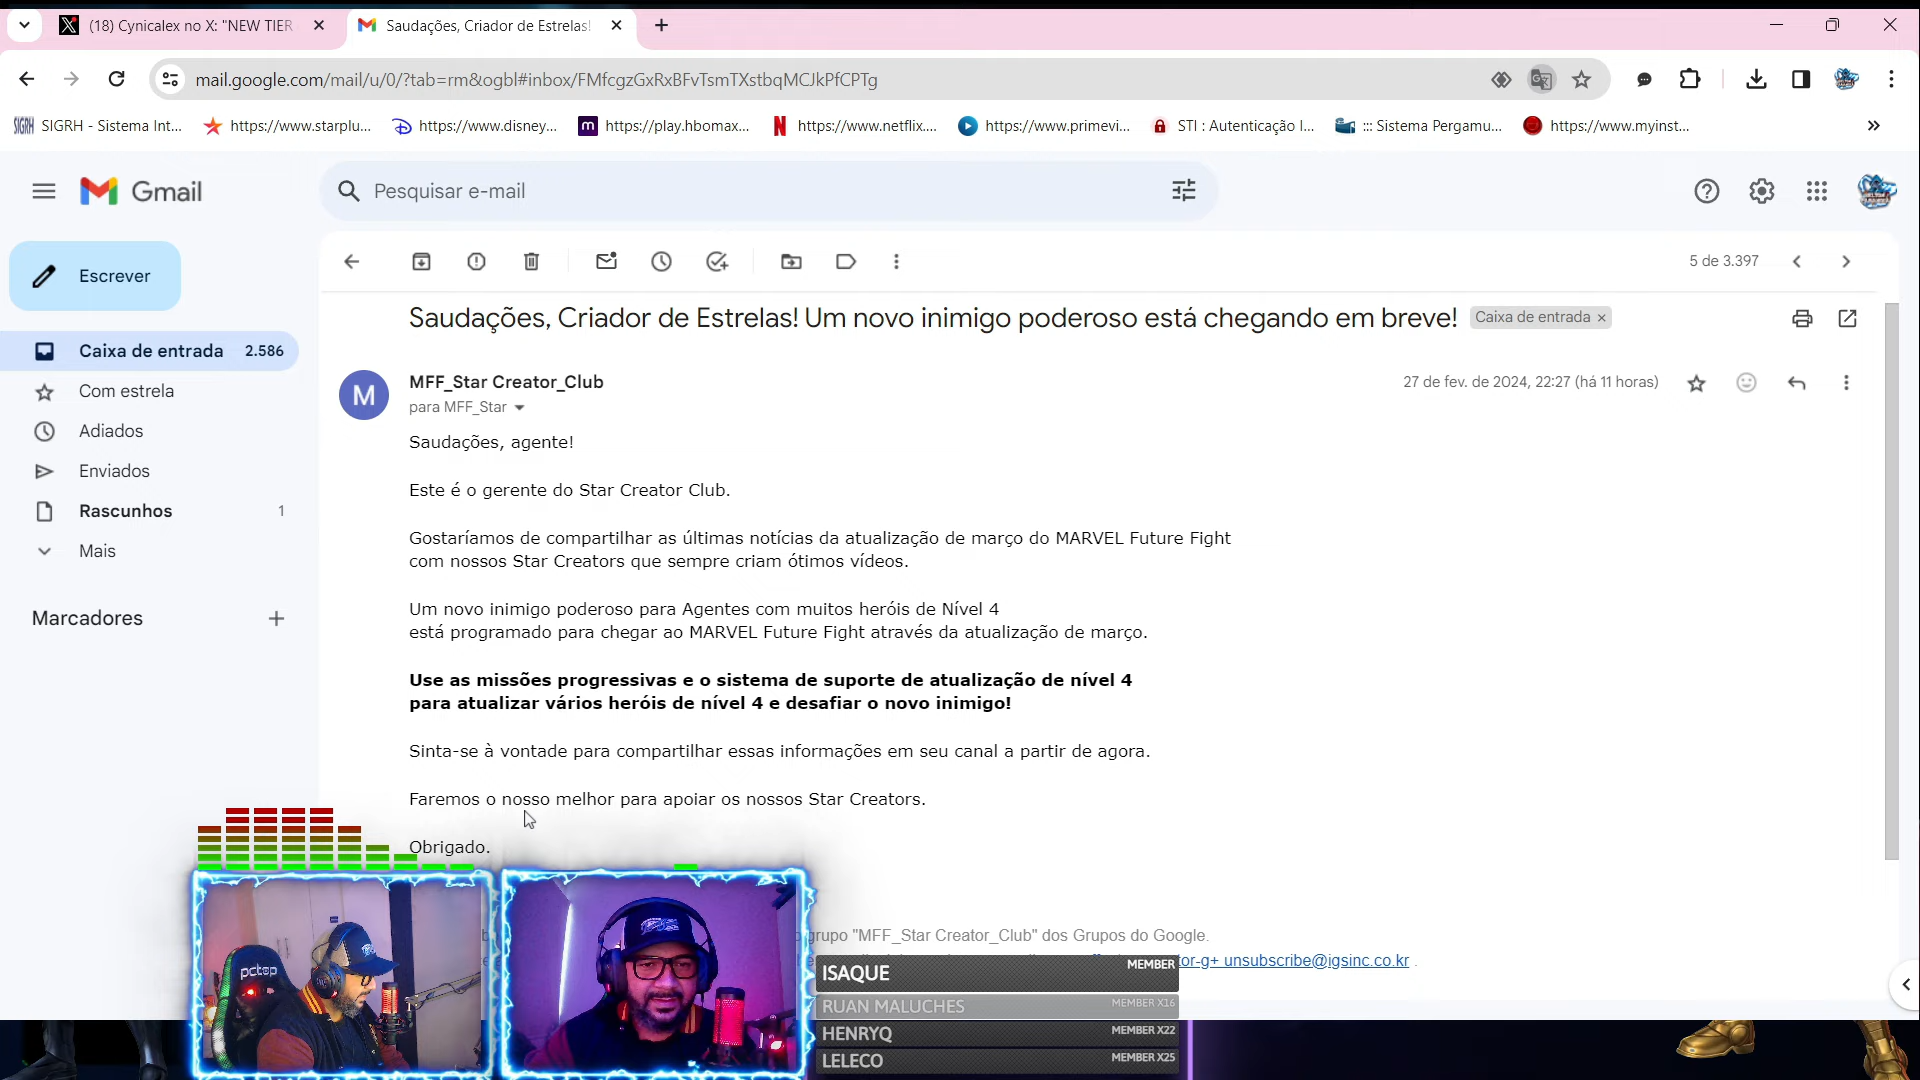 (18) Cynicalex no X: "NEW TIER
Saudações, Criador de Estrelas!
mail.google.com/mail/u/0/?tab=rm&ogbl#inbox/FMfcgzGxRxBFvTsmTXstbqMCJkPfCPTg
SIGRH - Sistema Int...
https://www.starplu...
https://www.disney...
https://play.hbomax...
https://www.netflix....
https://www.primevi...
STI : Autenticação I...
::: Sistema Pergamu...
https://www.myinst...
Gmail
Pesquisar e-mail
Escrever
5 de 3.397
Saudações, Criador de Estrelas! Um novo inimigo poderoso está chegando em breve!
Caixa de entrada ×
Caixa de entrada 2.586
Com estrela
Adiados
Enviados
Rascunhos 1
Mais
Marcadores
M
MFF_Star Creator_Club
27 de fev. de 2024, 22:27 (há 11 horas)
para MFF_Star
Saudações, agente!
Este é o gerente do Star Creator Club.
Gostaríamos de compartilhar as últimas notícias da atualização de março do MARVEL Future Fight
com nossos Star Creators que sempre criam ótimos vídeos.
Um novo inimigo poderoso para Agentes com muitos heróis de Nível 4
está programado para chegar ao MARVEL Future Fight através da atualização de março.
Use as missões progressivas e o sistema de suporte de atualização de nível 4
para atualizar vários heróis de nível 4 e desafiar o novo inimigo!
Sinta-se à vontade para compartilhar essas informações em seu canal a partir de agora.
Faremos o nosso melhor para apoiar os nossos Star Creators.
Obrigado.
grupo "MFF_Star Creator_Club" dos Grupos do Google.
tor-g+ unsubscribe@igsinc.co.kr .
pctop
ISAQUE MEMBER
RUAN MALUCHES MEMBER X16
HENRYQ MEMBER X22
LELECO MEMBER X25